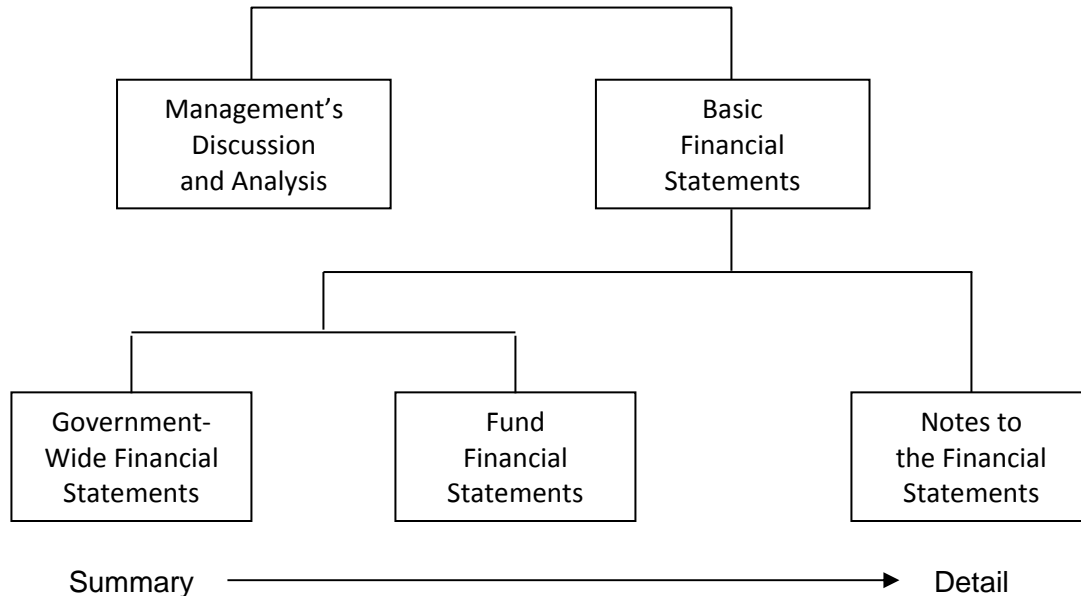 Management’s
Discussion
and Analysis
Basic
Financial
Statements
Government-
Wide Financial
Statements
Fund
Financial
Statements
Notes to
the Financial
Statements
Summary
Detail